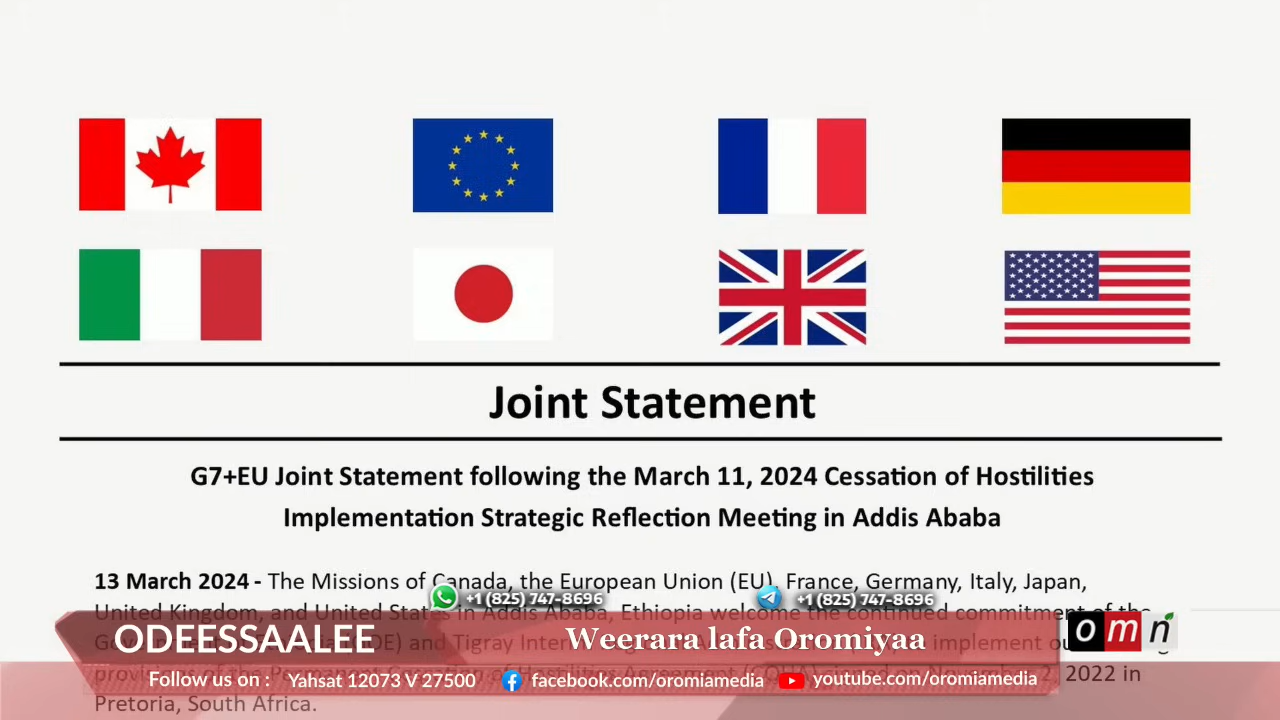 Joint Statement
G7+EU Joint Statement following the March 11, 2024 Cessation of Hostilities
Implementation Strategic Reflection Meeting in Addis Ababa
13 March 2024 - The Missions of Canada, the European Union (EU), France, Germany, Italy, Japan,
United Kingdom, and United States in Addis Ababa, Ethiopia welcome the continued commitment of the
+1 (825) 747-8696
+1 (825) 747-8696
and Tigray implement
ODEESSAALEE
Weerara lafa Oromiyaa
omn
2022 in
Follow us on : Yahsat 12073 V 27500 facebook.com/oromiamedia youtube.com/oromiamedia
Pretoria, South Africa.